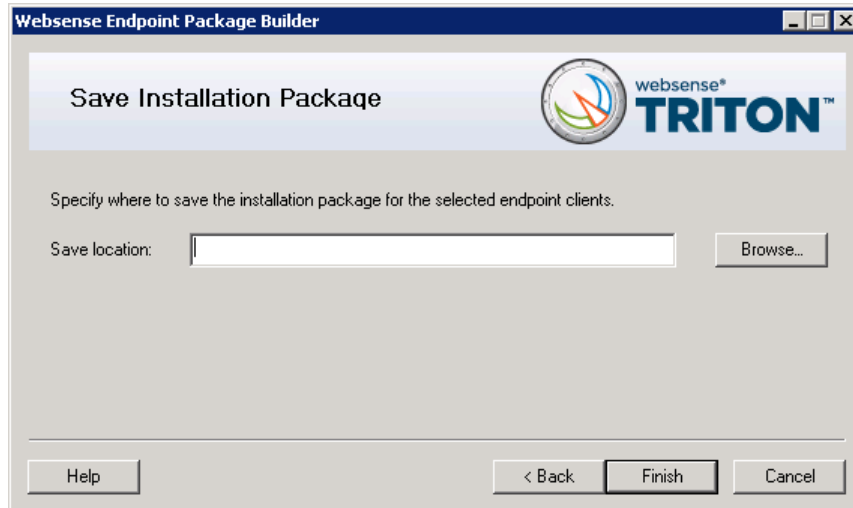 Websense Endpoint Package Builder
Save Installation Package
websense®
TRITON™
Specify where to save the installation package for the selected endpoint clients.
Save location:
Browse...
Help
< Back
Finish
Cancel